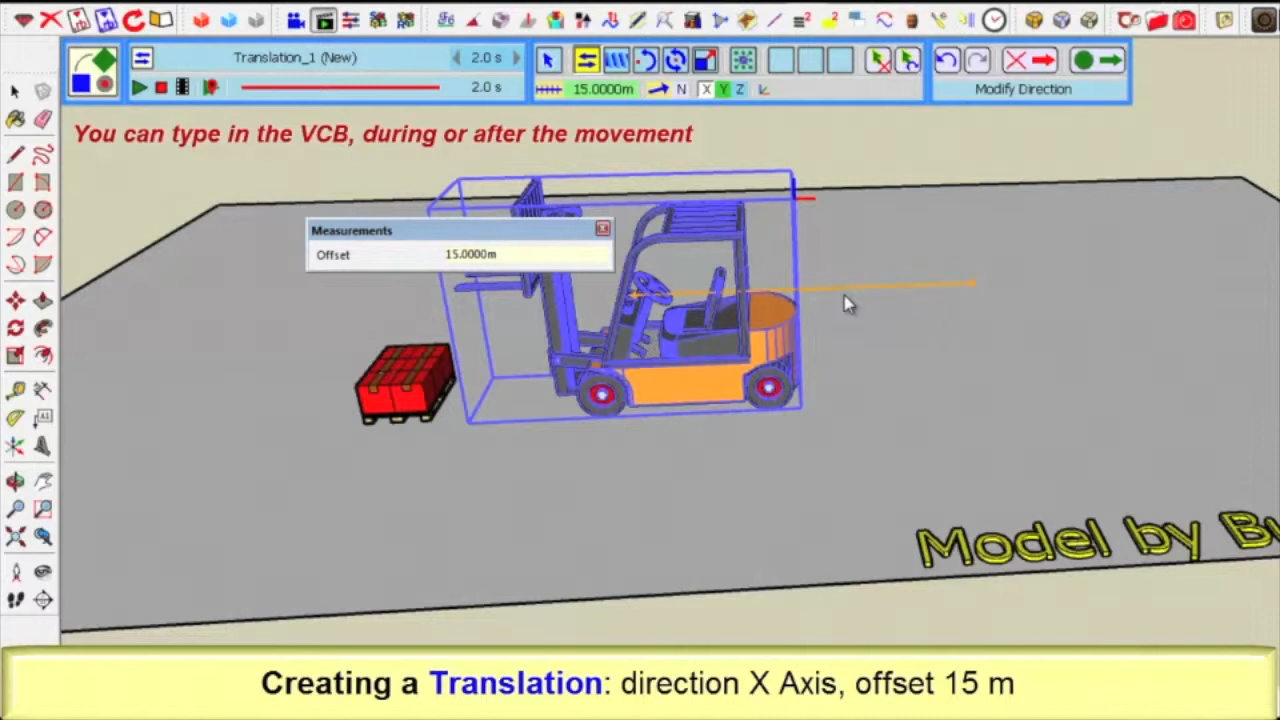 Translation_1 (New) 2.0 s
2.0 s
15.0000m N X Y Z
Modify Direction
You can type in the VCB, during or after the movement
Measurements
Offset 15.0000m
Model by Bu
Creating a Translation: direction X Axis, offset 15 m